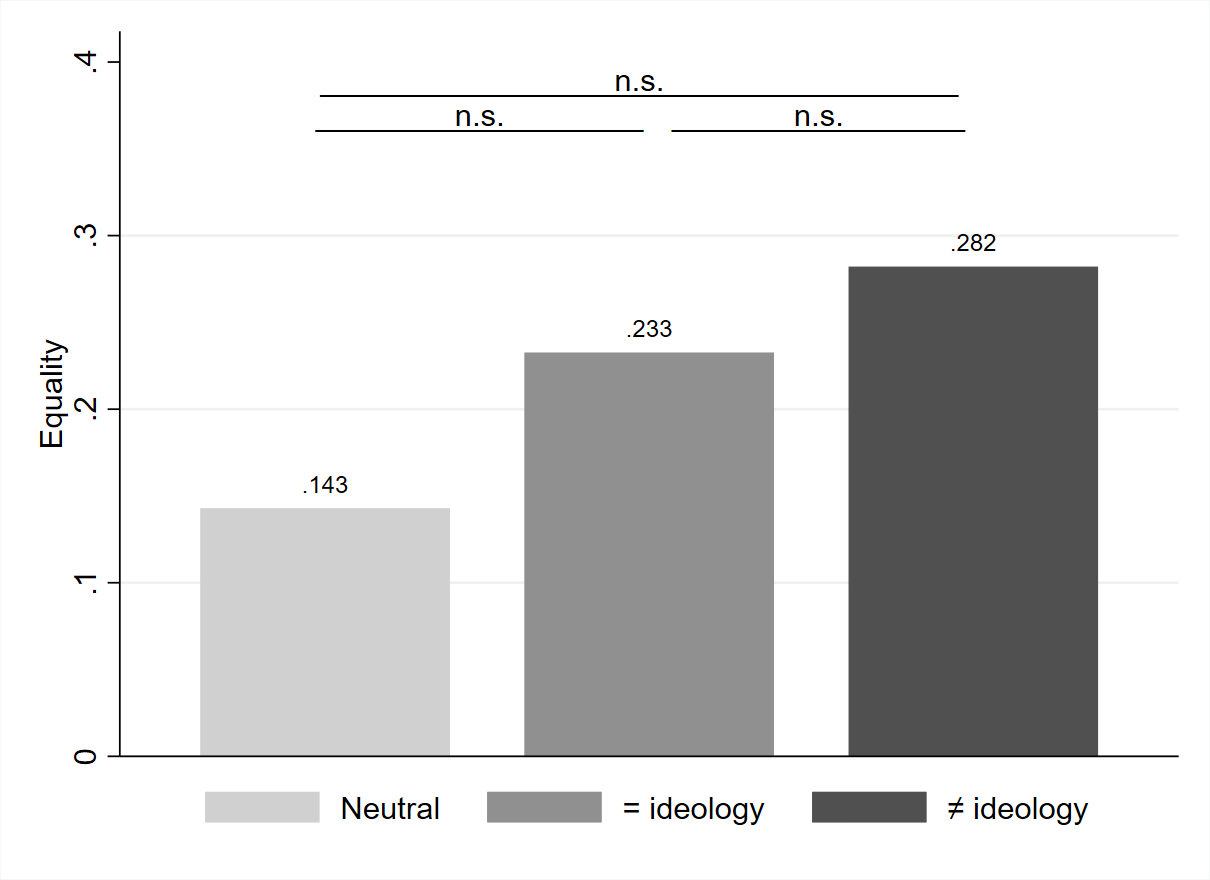 .4
n.s.
n.s.
n.s.
.3
.282
.233
Equality
.2
.143
.1
0
Neutral
= ideology
≠ ideology